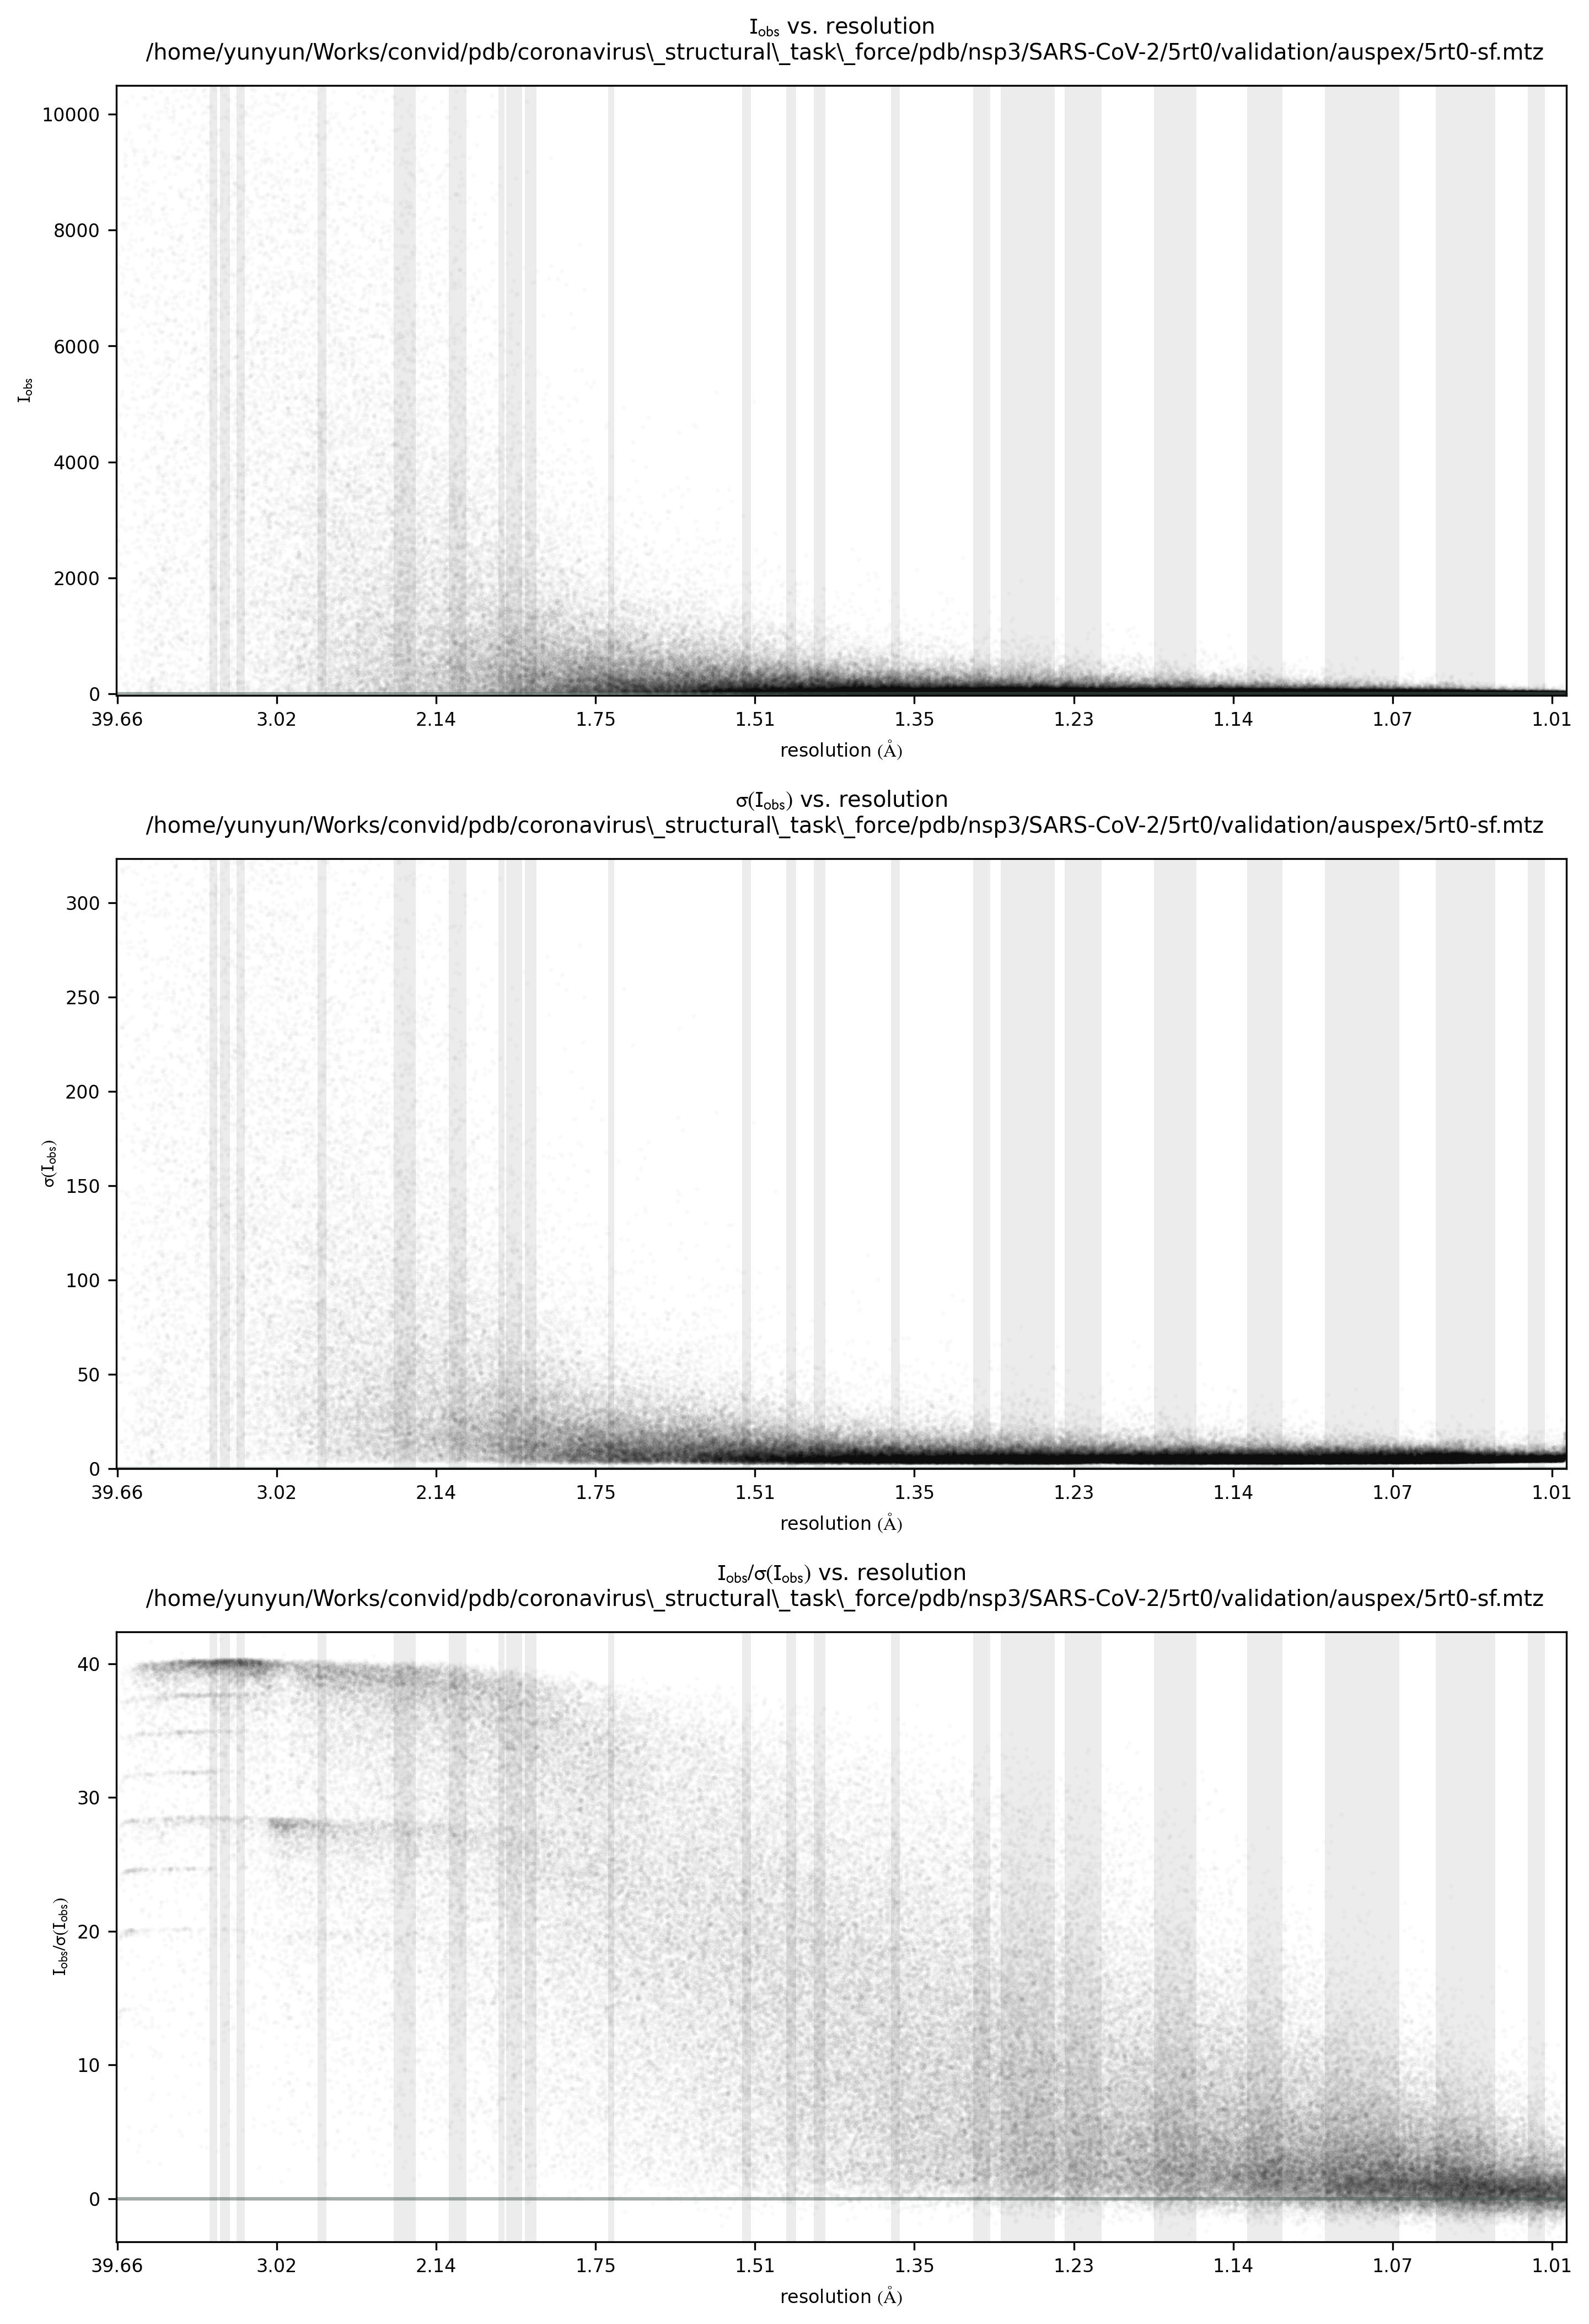 Iobs vs. resolution
/home/yunyun/Works/convid/pdb/coronavirus\_structural\_task\_force/pdb/nsp3/SARS-CoV-2/5rt0/validation/auspex/5rt0-sf.mtz
10000
8000
6000
4000
2000
0
Iobs
39.66 3.02 2.14 1.75 1.51 1.35 1.23 1.14 1.07 1.01
resolution (Å)
σ(Iobs) vs. resolution
/home/yunyun/Works/convid/pdb/coronavirus\_structural\_task\_force/pdb/nsp3/SARS-CoV-2/5rt0/validation/auspex/5rt0-sf.mtz
300
250
200
150
100
50
0
σ(Iobs)
39.66 3.02 2.14 1.75 1.51 1.35 1.23 1.14 1.07 1.01
resolution (Å)
Iobs/σ(Iobs) vs. resolution
/home/yunyun/Works/convid/pdb/coronavirus\_structural\_task\_force/pdb/nsp3/SARS-CoV-2/5rt0/validation/auspex/5rt0-sf.mtz
40
30
20
10
0
Iobs/σ(Iobs)
39.66 3.02 2.14 1.75 1.51 1.35 1.23 1.14 1.07 1.01
resolution (Å)